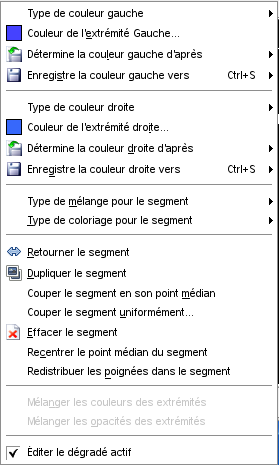 Type de couleur gauche
Couleur de l'extrémité Gauche...
Détermine la couleur gauche d'après
Enregistre la couleur gauche vers Ctrl+S
Type de couleur droite
Couleur de l'extrémité droite...
Détermine la couleur droite d'après
Enregistre la couleur droite vers Ctrl+S
Type de mélange pour le segment
Type de coloriage pour le segment
Retourner le segment
Dupliquer le segment
Couper le segment en son point médian
Couper le segment uniformément...
Effacer le segment
Recentrer le point médian du segment
Redistribuer les poignées dans le segment
Mélanger les couleurs des extrémités
Mélanger les opacités des extrémités
Éditer le dégradé actif